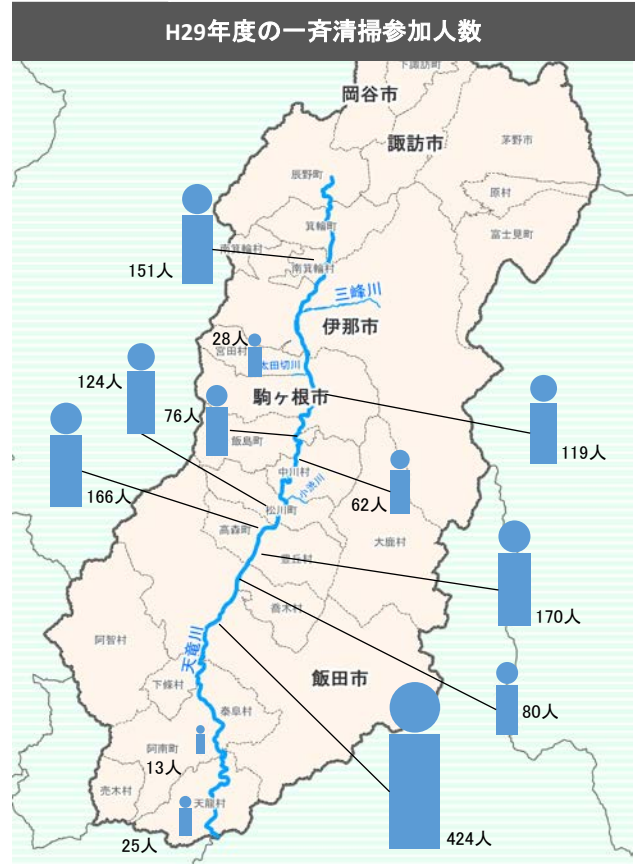 H29年度の一斉清掃参加人数
下諏訪町
岡谷市
諏訪市
茅野市
辰野町
原村
箕輪町
富士見町
南箕輪村
南箕輪村
151人
三峰川
伊那市
28人
宮田村
太田切川
124人
駒ヶ根市
76人
飯島町
119人
中川村
62人
小渋川
166人
松川町
高森町
大鹿村
豊丘村
喬木村
170人
阿智村
天竜川
飯田市
下條村
80人
泰阜村
阿南町
13人
売木村
天龍村
25人
424人